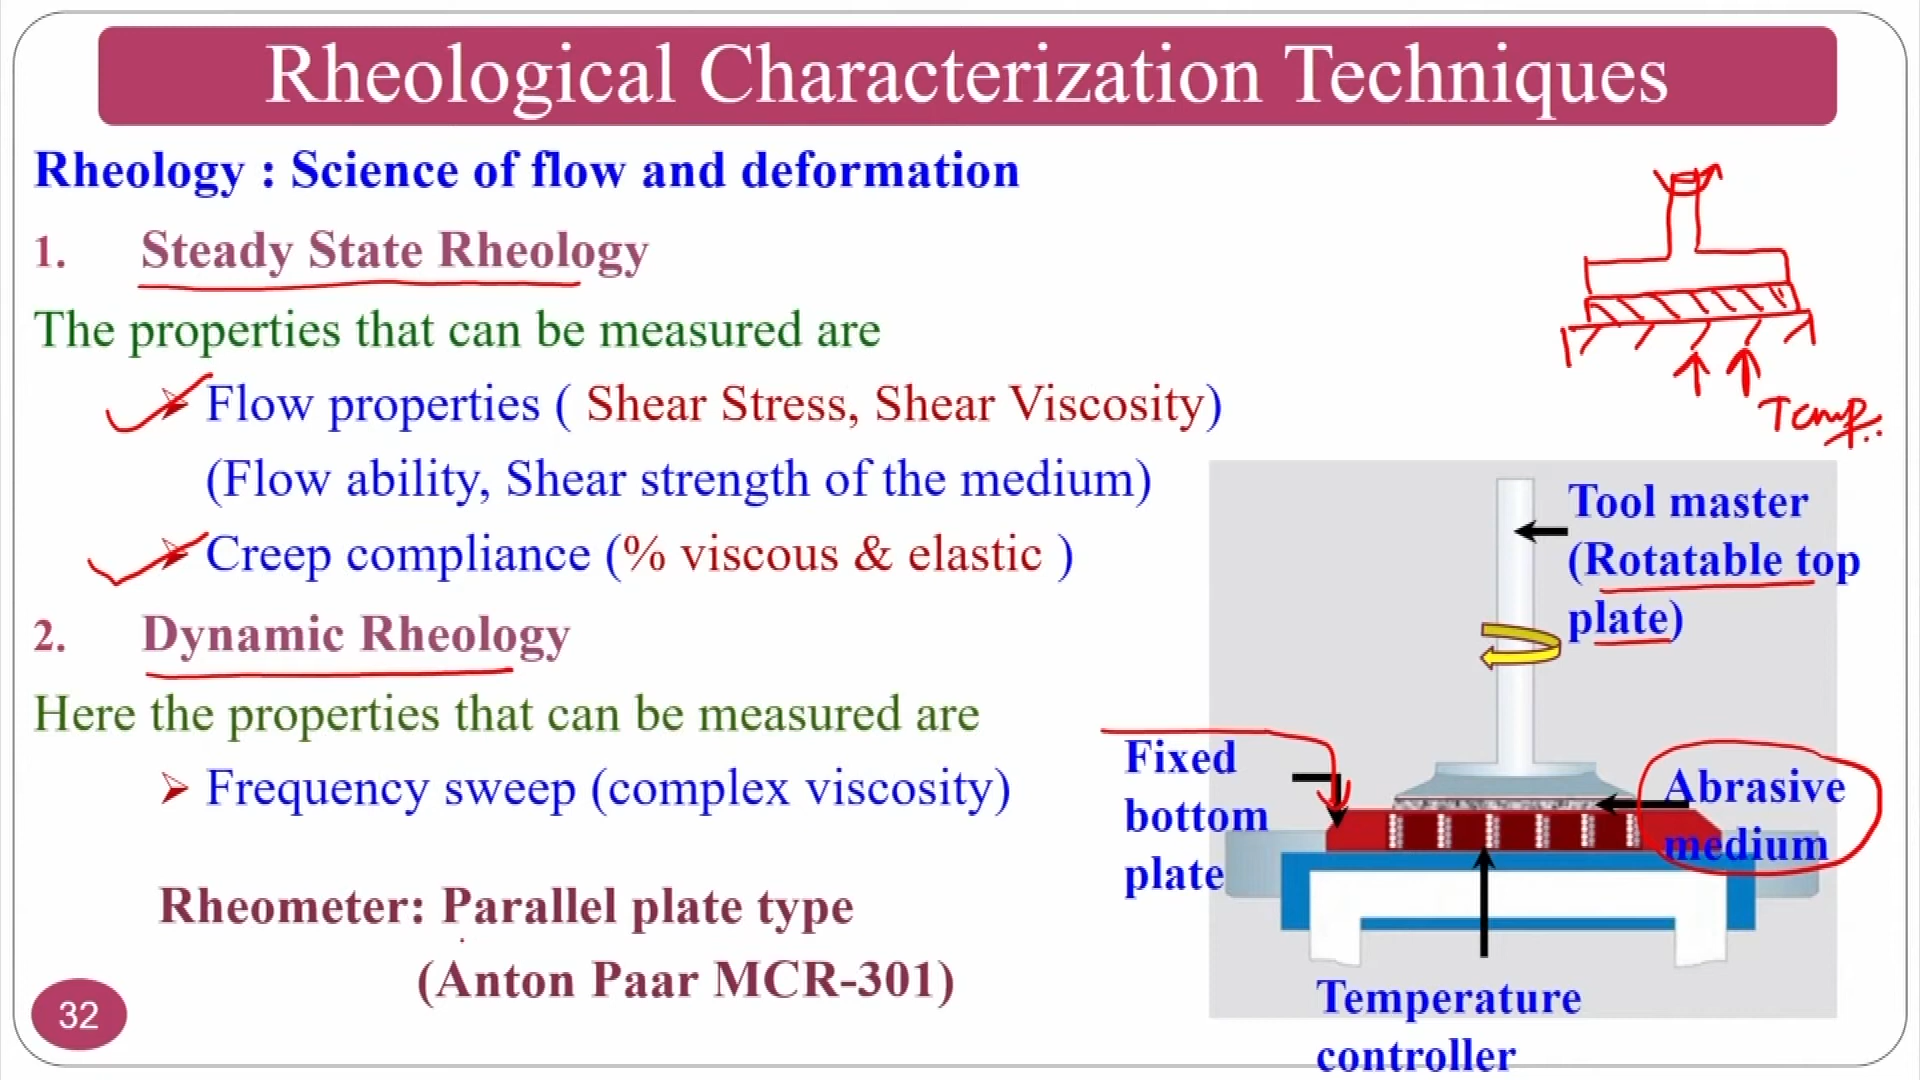 Rheological Characterization Techniques
Rheology : Science of flow and deformation
1. Steady State Rheology
The properties that can be measured are
Flow properties ( Shear Stress, Shear Viscosity)
(Flow ability, Shear strength of the medium)
Creep compliance (% viscous & elastic )
2. Dynamic Rheology
Here the properties that can be measured are
Frequency sweep (complex viscosity)
Rheometer: Parallel plate type
(Anton Paar MCR-301)
32
Temp.
Tool master
(Rotatable top
plate)
Fixed
bottom
plate
Abrasive
medium
Temperature
controller